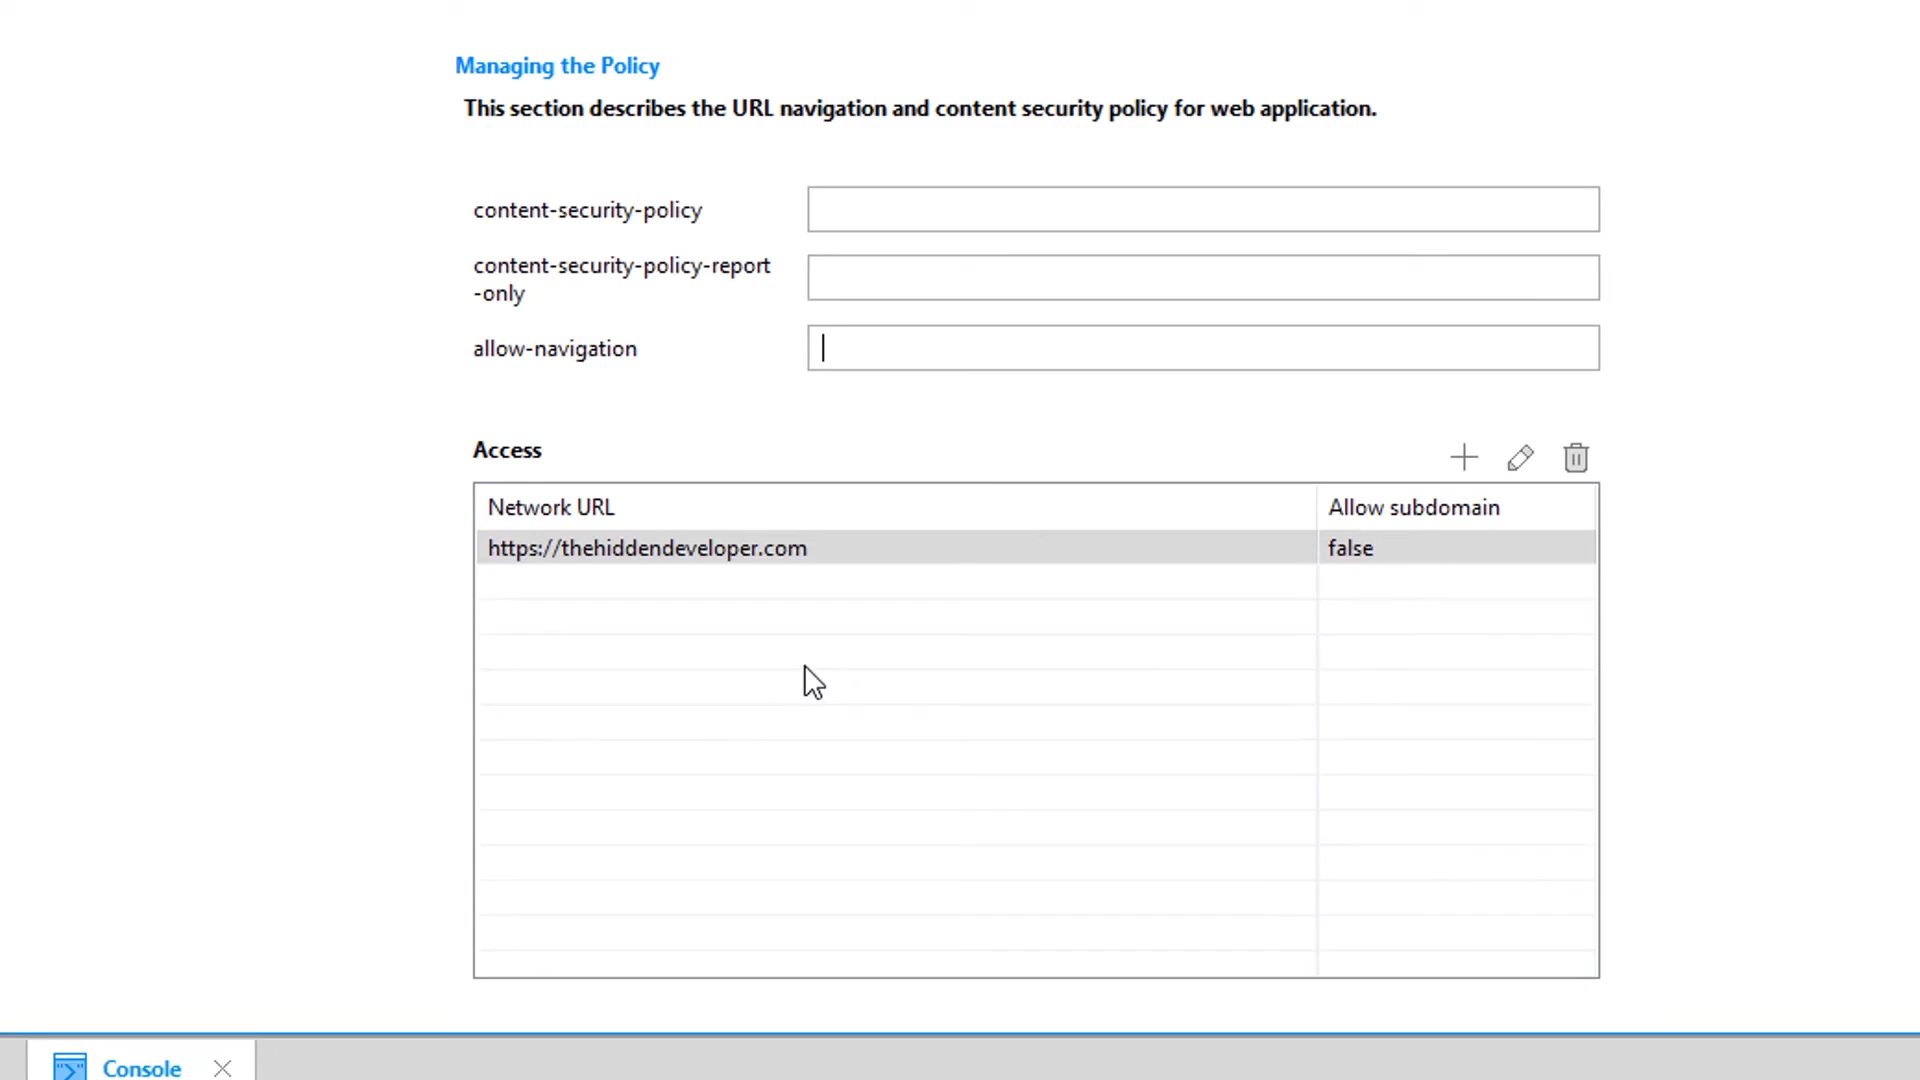 Managing the Policy
This section describes the URL navigation and content security policy for web application.
content-security-policy
content-security-policy-report
-only
allow-navigation
Access
Network URL Allow subdomain
https://thehiddendeveloper.com false
Console